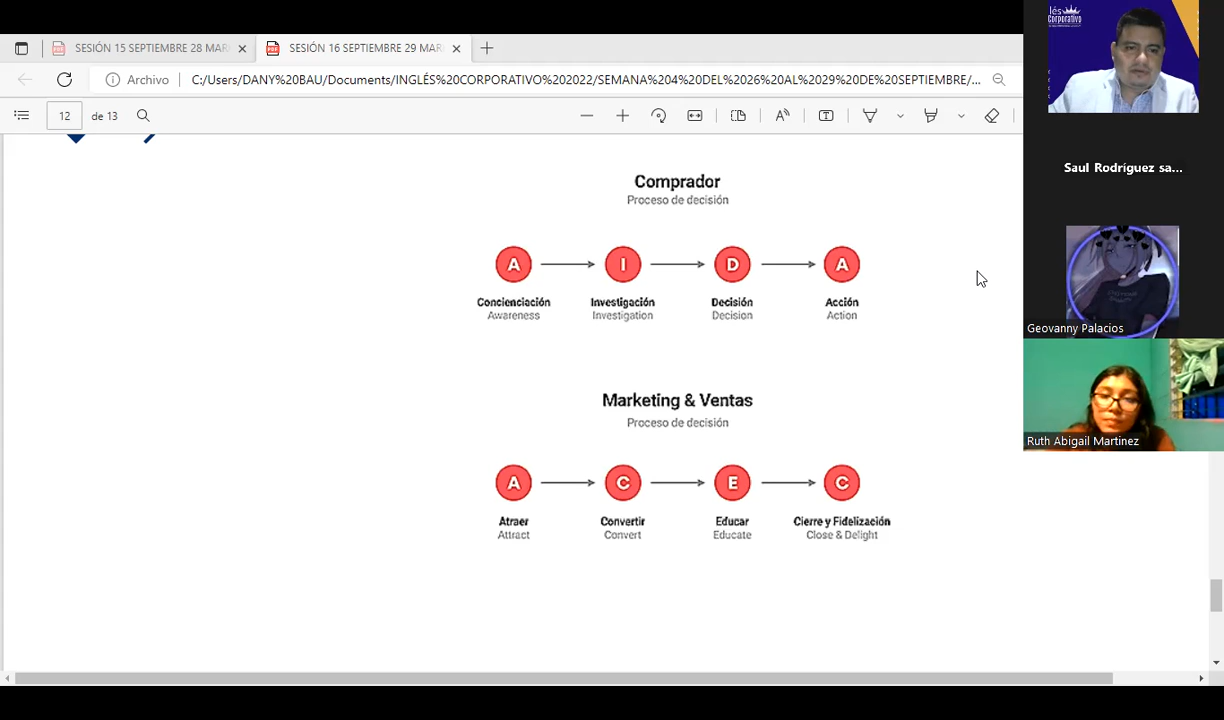 lés
Corporativo
SESIÓN 15 SEPTIEMBRE 28 MAR
SESIÓN 16 SEPTIEMBRE 29 MAR
Archivo
C:/Users/DANY%20BAU/Documents/INGLÉS%20CORPORATIVO%202022/SEMANA%204%20DEL%2026%20AL%2029%20DE%20SEPTIEMBRE/...
12 de 13
Saul Rodríguez sa...
Comprador
Proceso de decisión
A I D A
Concienciación Investigación Decisión Acción
Awareness Investigation Decision Action
Geovanny Palacios
Marketing & Ventas
Proceso de decisión
Ruth Abigail Martinez
A C E C
Atraer Convertir Educar Cierre y Fidelización
Attract Convert Educate Close & Delight